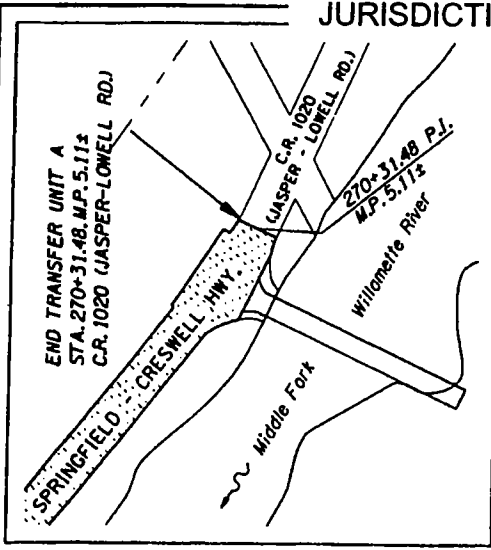 JURISDICTI
END TRANSFER UNIT A
STA. 270+31.48, M.P. 5.11±
C.R. 1020 (JASPER-LOWELL RD.)
C.R. 1020
(JASPER - LOWELL RD.)
270+31.48 P.I.
M.P. 5.11±
SPRINGFIELD - CRESWELL HWY.
Willamette River
Middle Fork